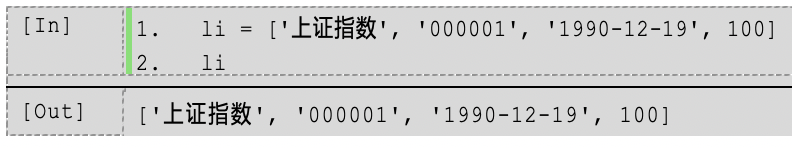 [In] 1. li = ['上证指数', '000001', '1990-12-19', 100]
2. li
[Out] ['上证指数', '000001', '1990-12-19', 100]